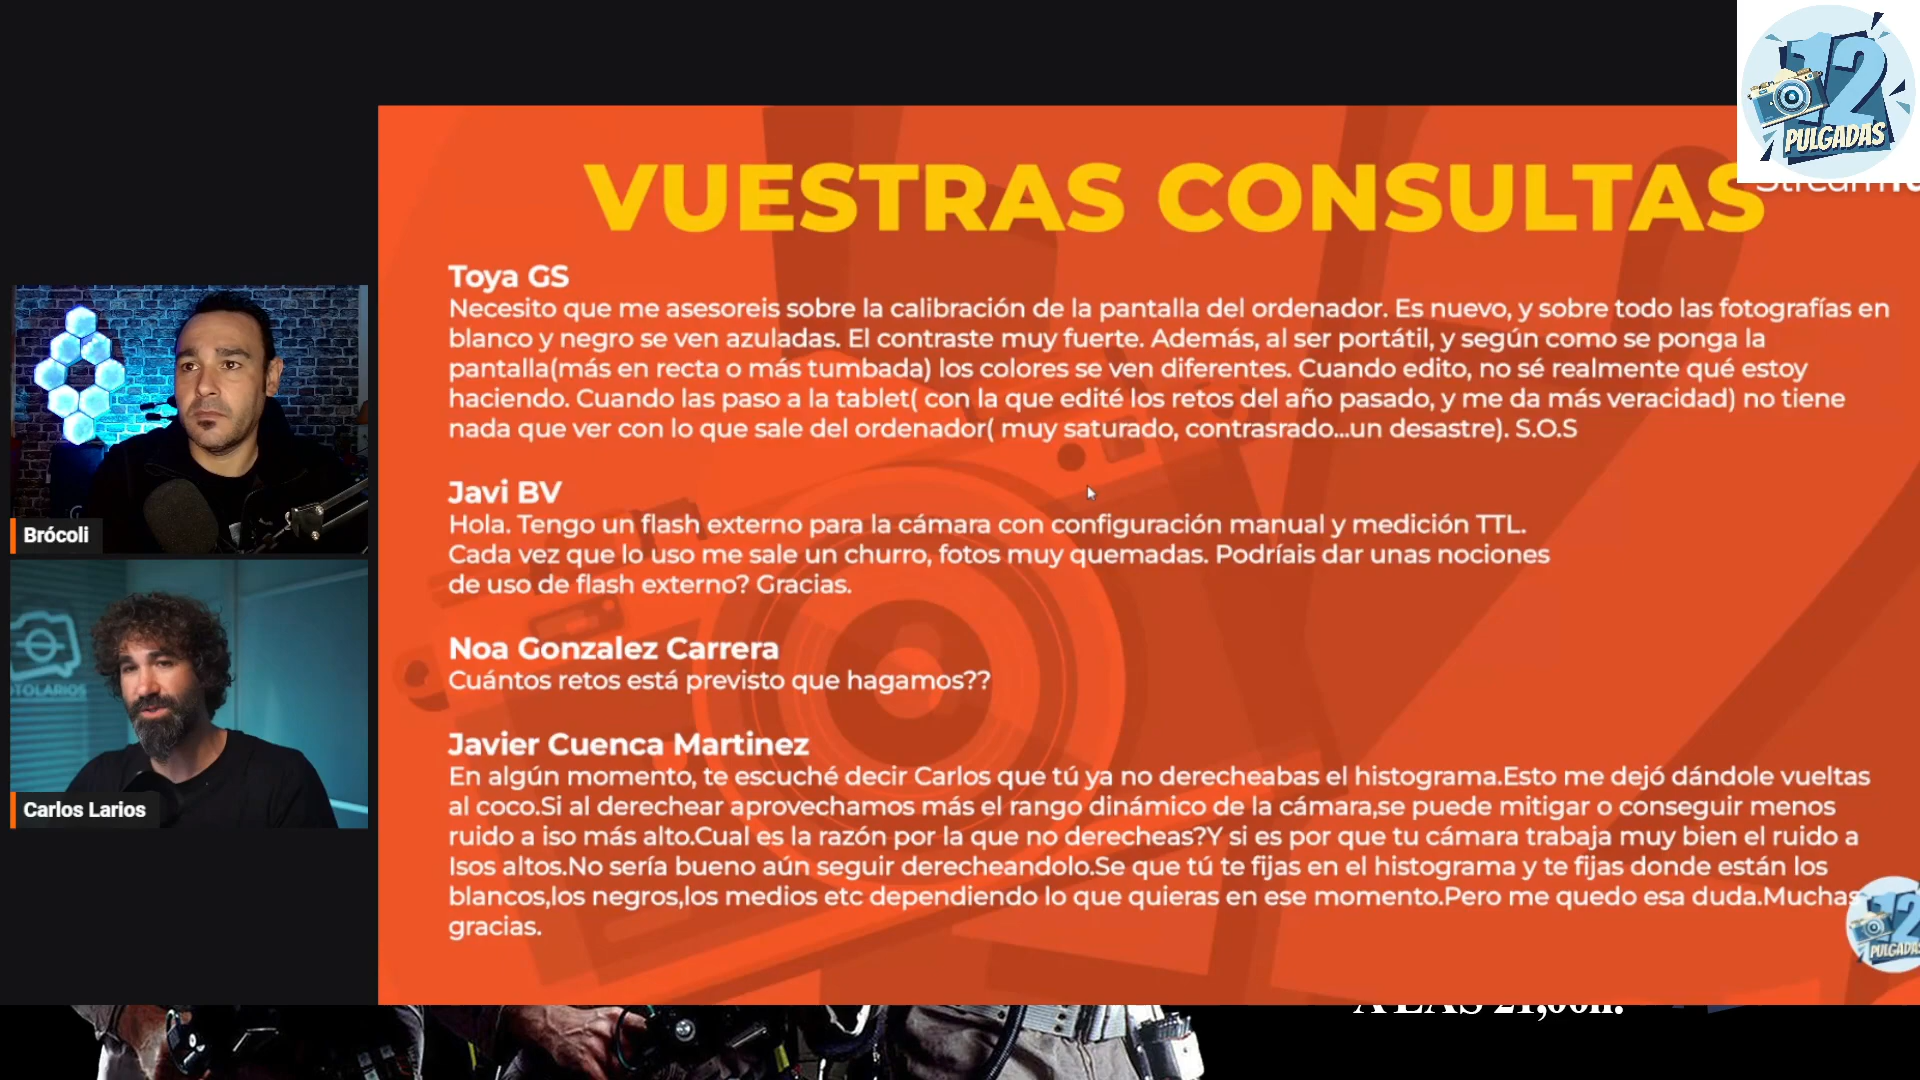 12
PULGADAS
VUESTRAS CONSULTAS
Toya GS
Necesito que me asesoreis sobre la calibración de la pantalla del ordenador. Es nuevo, y sobre todo las fotografías en
blanco y negro se ven azuladas. El contraste muy fuerte. Además, al ser portátil, y según como se ponga la
pantalla(más en recta o más tumbada) los colores se ven diferentes. Cuando edito, no sé realmente qué estoy
haciendo. Cuando las paso a la tablet( con la que edité los retos del año pasado, y me da más veracidad) no tiene
nada que ver con lo que sale del ordenador( muy saturado, contrasrado...un desastre). S.O.S
Javi BV
Hola. Tengo un flash externo para la cámara con configuración manual y medición TTL.
Cada vez que lo uso me sale un churro, fotos muy quemadas. Podríais dar unas nociones
de uso de flash externo? Gracias.
Noa Gonzalez Carrera
Cuántos retos está previsto que hagamos??
Javier Cuenca Martinez
En algún momento, te escuché decir Carlos que tú ya no derecheabas el histograma.Esto me dejó dándole vueltas
al coco.Si al derechear aprovechamos más el rango dinámico de la cámara,se puede mitigar o conseguir menos
ruido a iso más alto.Cual es la razón por la que no derecheas?Y si es por que tu cámara trabaja muy bien el ruido a
Isos altos.No sería bueno aún seguir derecheandolo.Se que tú te fijas en el histograma y te fijas donde están los
blancos,los negros,los medios etc dependiendo lo que quieras en ese momento.Pero me quedo esa duda.Muchas
gracias.
Brócoli
Carlos Larios
12
PULGADAS
A LAS 21,00h.